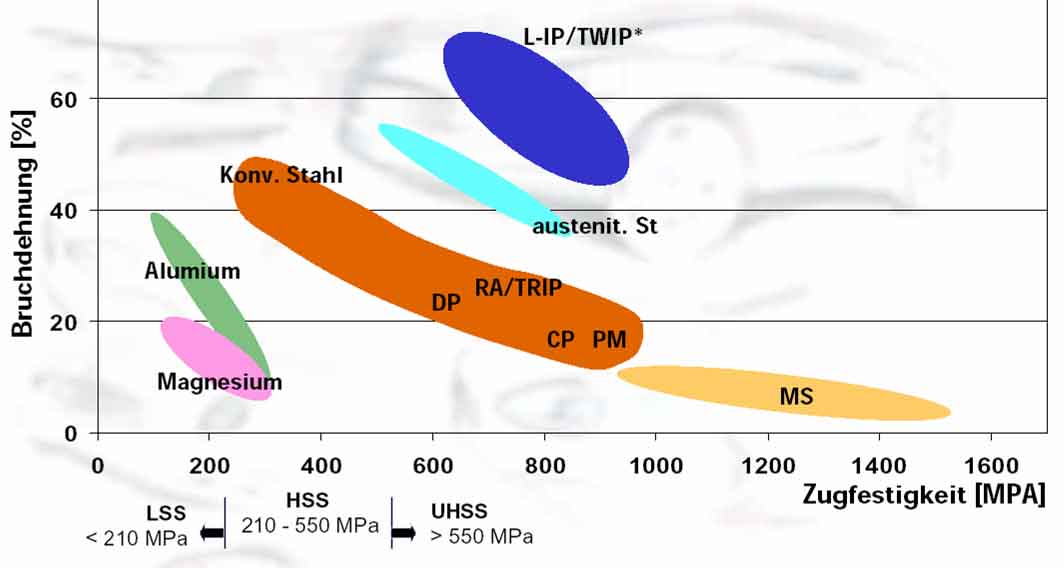 L-IP/TWIP*
Bruchdehnung [%]
60
Konv. Stahl
40
austenit. St
Alumium
RA/TRIP
DP
20
CP PM
Magnesium
MS
0
0 200 400 600 800 1000 1200 1400 1600
Zugfestigkeit [MPA]
LSS
< 210 MPa
HSS
210 - 550 MPa
UHSS
> 550 MPa